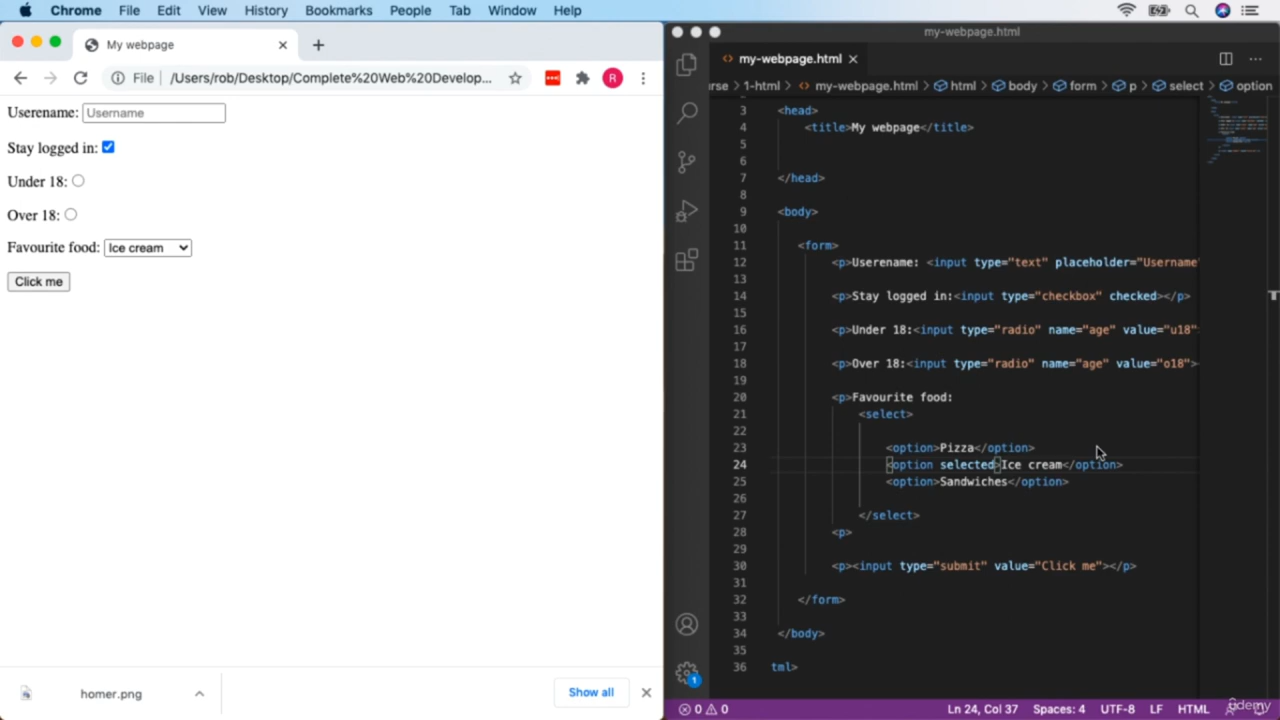 Chrome File Edit View History Bookmarks People Tab Window Help
My webpage
File /Users/rob/Desktop/Complete%20Web%20Develop...
R
Userename: Username
Stay logged in:
Under 18:
Over 18:
Favourite food: Ice cream
Click me
homer.png
Show all
my-webpage.html
my-webpage.html
urse > 1-html > my-webpage.html > html > body > form > p > select > option
3 <head>
4 <title>My webpage</title>
5
6
7 </head>
8
9 <body>
10
11 <form>
12 <p>Userename: <input type="text" placeholder="Username"
13
14 <p>Stay logged in:<input type="checkbox" checked></p>
15
16 <p>Under 18:<input type="radio" name="age" value="u18"
17
18 <p>Over 18:<input type="radio" name="age" value="o18">
19
20 <p>Favourite food:
21 <select>
22
23 <option>Pizza</option>
24 <option selected>Ice cream</option>
25 <option>Sandwiches</option>
26
27 </select>
28 <p>
29
30 <p><input type="submit" value="Click me"></p>
31
32 </form>
33
34 </body>
35
36 tml>
1
0 0 Ln 24, Col 37 Spaces: 4 UTF-8 LF HTML
udemy